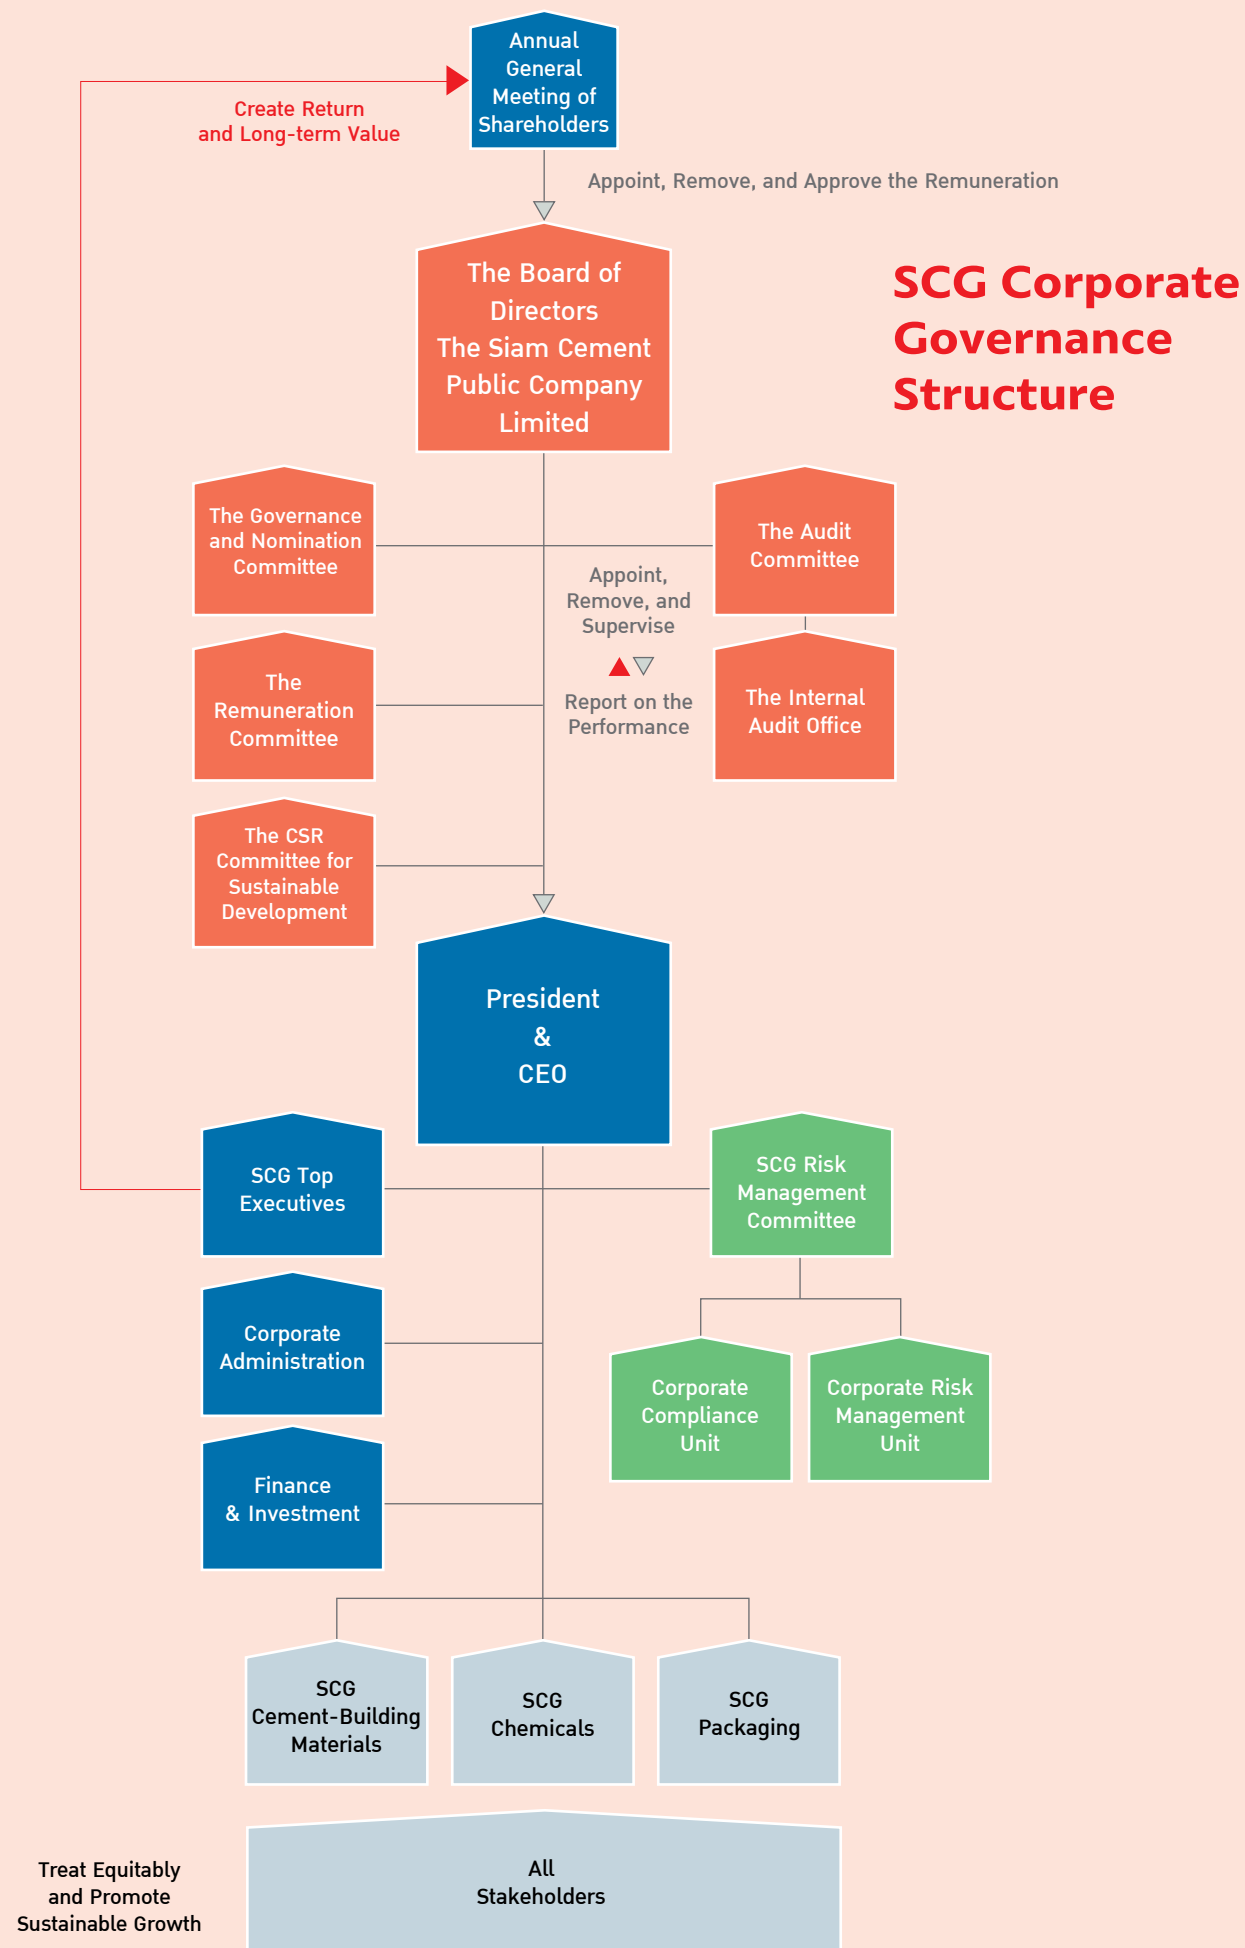 Annual
General
Meeting of
Shareholders
Create Return
and Long-term Value
Appoint, Remove, and Approve the Remuneration
The Board of
Directors
The Siam Cement
Public Company
Limited
SCG Corporate
Governance
Structure
The Governance
and Nomination
Committee
The Audit
Committee
Appoint,
Remove, and
Supervise
Report on the
Performance
The
Remuneration
Committee
The Internal
Audit Office
The CSR
Committee for
Sustainable
Development
President
&
CEO
SCG Top
Executives
SCG Risk
Management
Committee
Corporate
Administration
Corporate
Compliance
Unit
Corporate Risk
Management
Unit
Finance
& Investment
SCG
Cement-Building
Materials
SCG
Chemicals
SCG
Packaging
Treat Equitably
and Promote
Sustainable Growth
All
Stakeholders